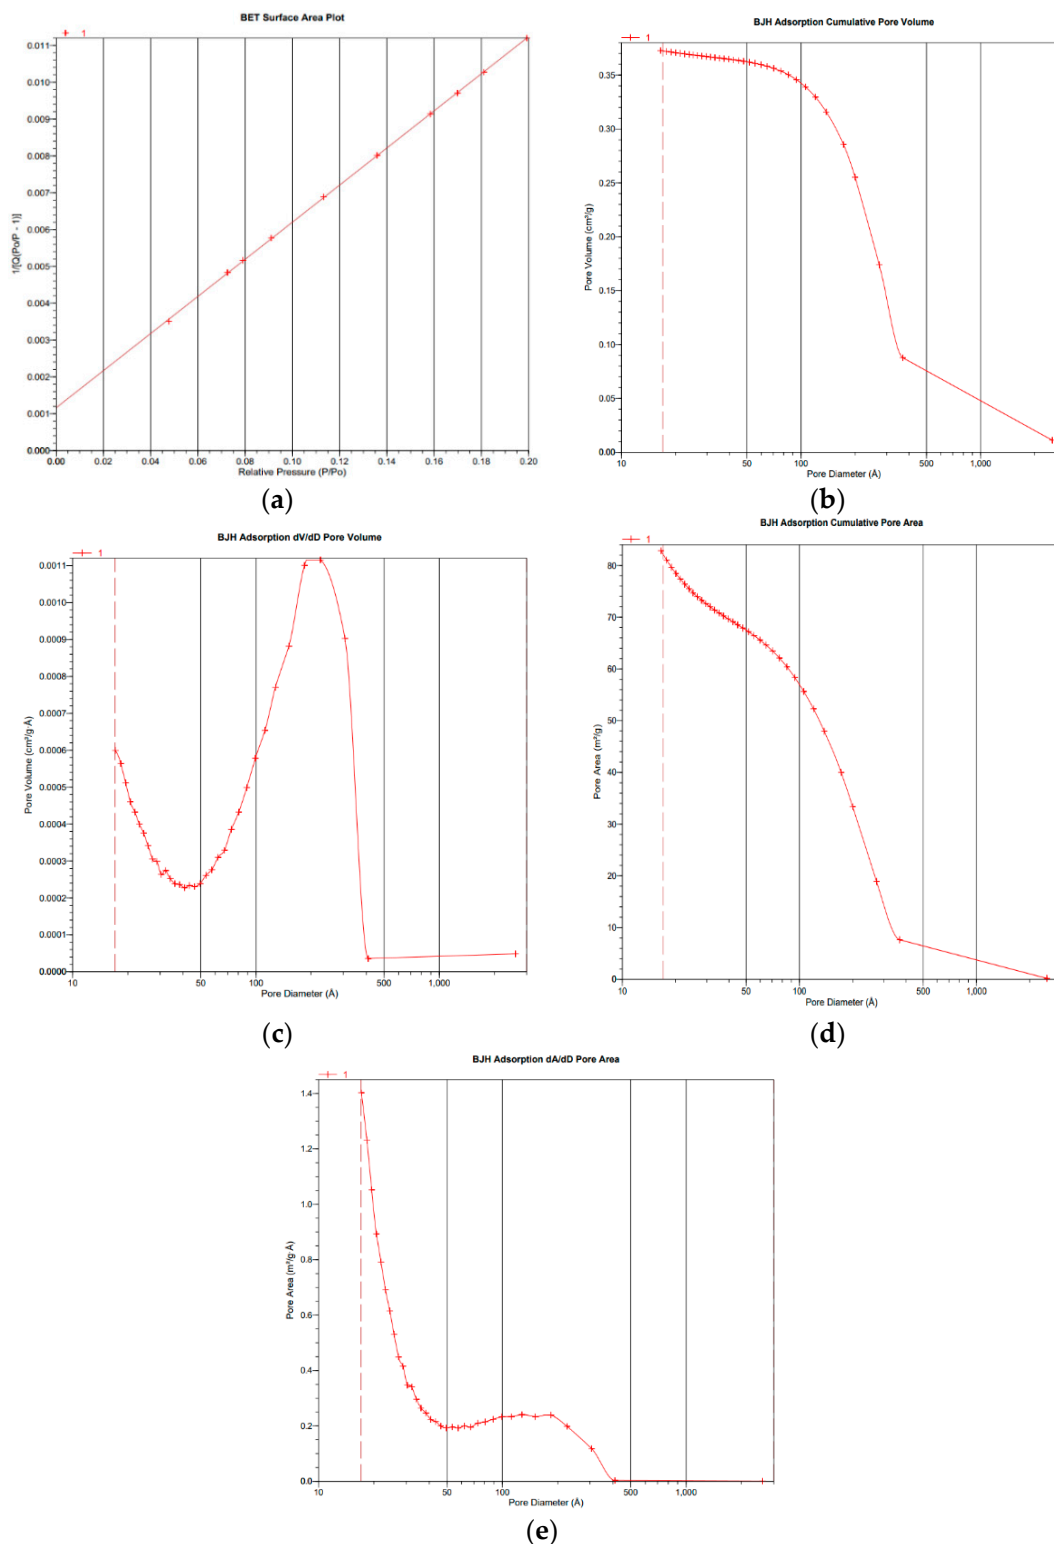 BET Surface Area Plot
1
1/[Q(Po/P - 1)]
0.011
0.010
0.009
0.008
0.007
0.006
0.005
0.004
0.003
0.002
0.001
0.000
0.00 0.02 0.04 0.06 0.08 0.10 0.12 0.14 0.16 0.18 0.20
Relative Pressure (P/Po)
(a)
BJH Adsorption Cumulative Pore Volume
1
Pore Volume (cm³/g)
0.35
0.30
0.25
0.20
0.15
0.10
0.05
0.00
10 50 100 500 1,000
Pore Diameter (Å)
(b)
BJH Adsorption dV/dD Pore Volume
1
Pore Volume (cm³/g·Å)
0.0011
0.0010
0.0009
0.0008
0.0007
0.0006
0.0005
0.0004
0.0003
0.0002
0.0001
0.0000
10 50 100 500 1,000
Pore Diameter (Å)
(c)
BJH Adsorption Cumulative Pore Area
1
Pore Area (m²/g)
80
70
60
50
40
30
20
10
0
10 50 100 500 1,000
Pore Diameter (Å)
(d)
BJH Adsorption dA/dD Pore Area
1
Pore Area (m²/g·Å)
1.4
1.2
1.0
0.8
0.6
0.4
0.2
0.0
10 50 100 500 1,000
Pore Diameter (Å)
(e)